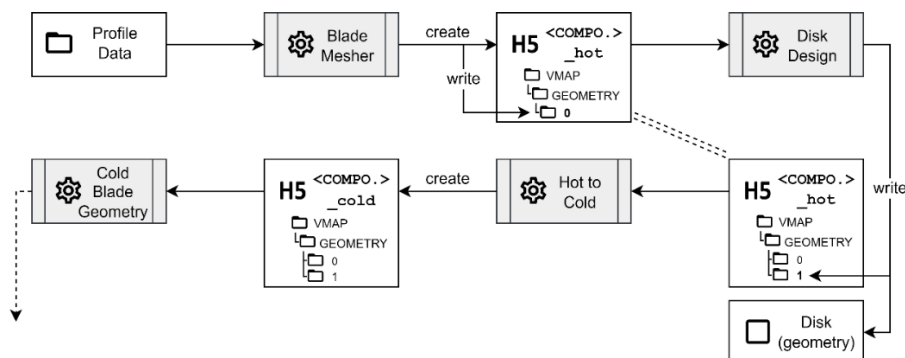 Profile
Data
Blade
Mesher
create
write
H5
<COMPO.>
_hot
VMAP
GEOMETRY
0
Disk
Design
write
Cold
Blade
Geometry
H5
<COMPO.>
_cold
VMAP
GEOMETRY
0
1
create
Hot to
Cold
H5
<COMPO.>
_hot
VMAP
GEOMETRY
0
1
Disk
(geometry)